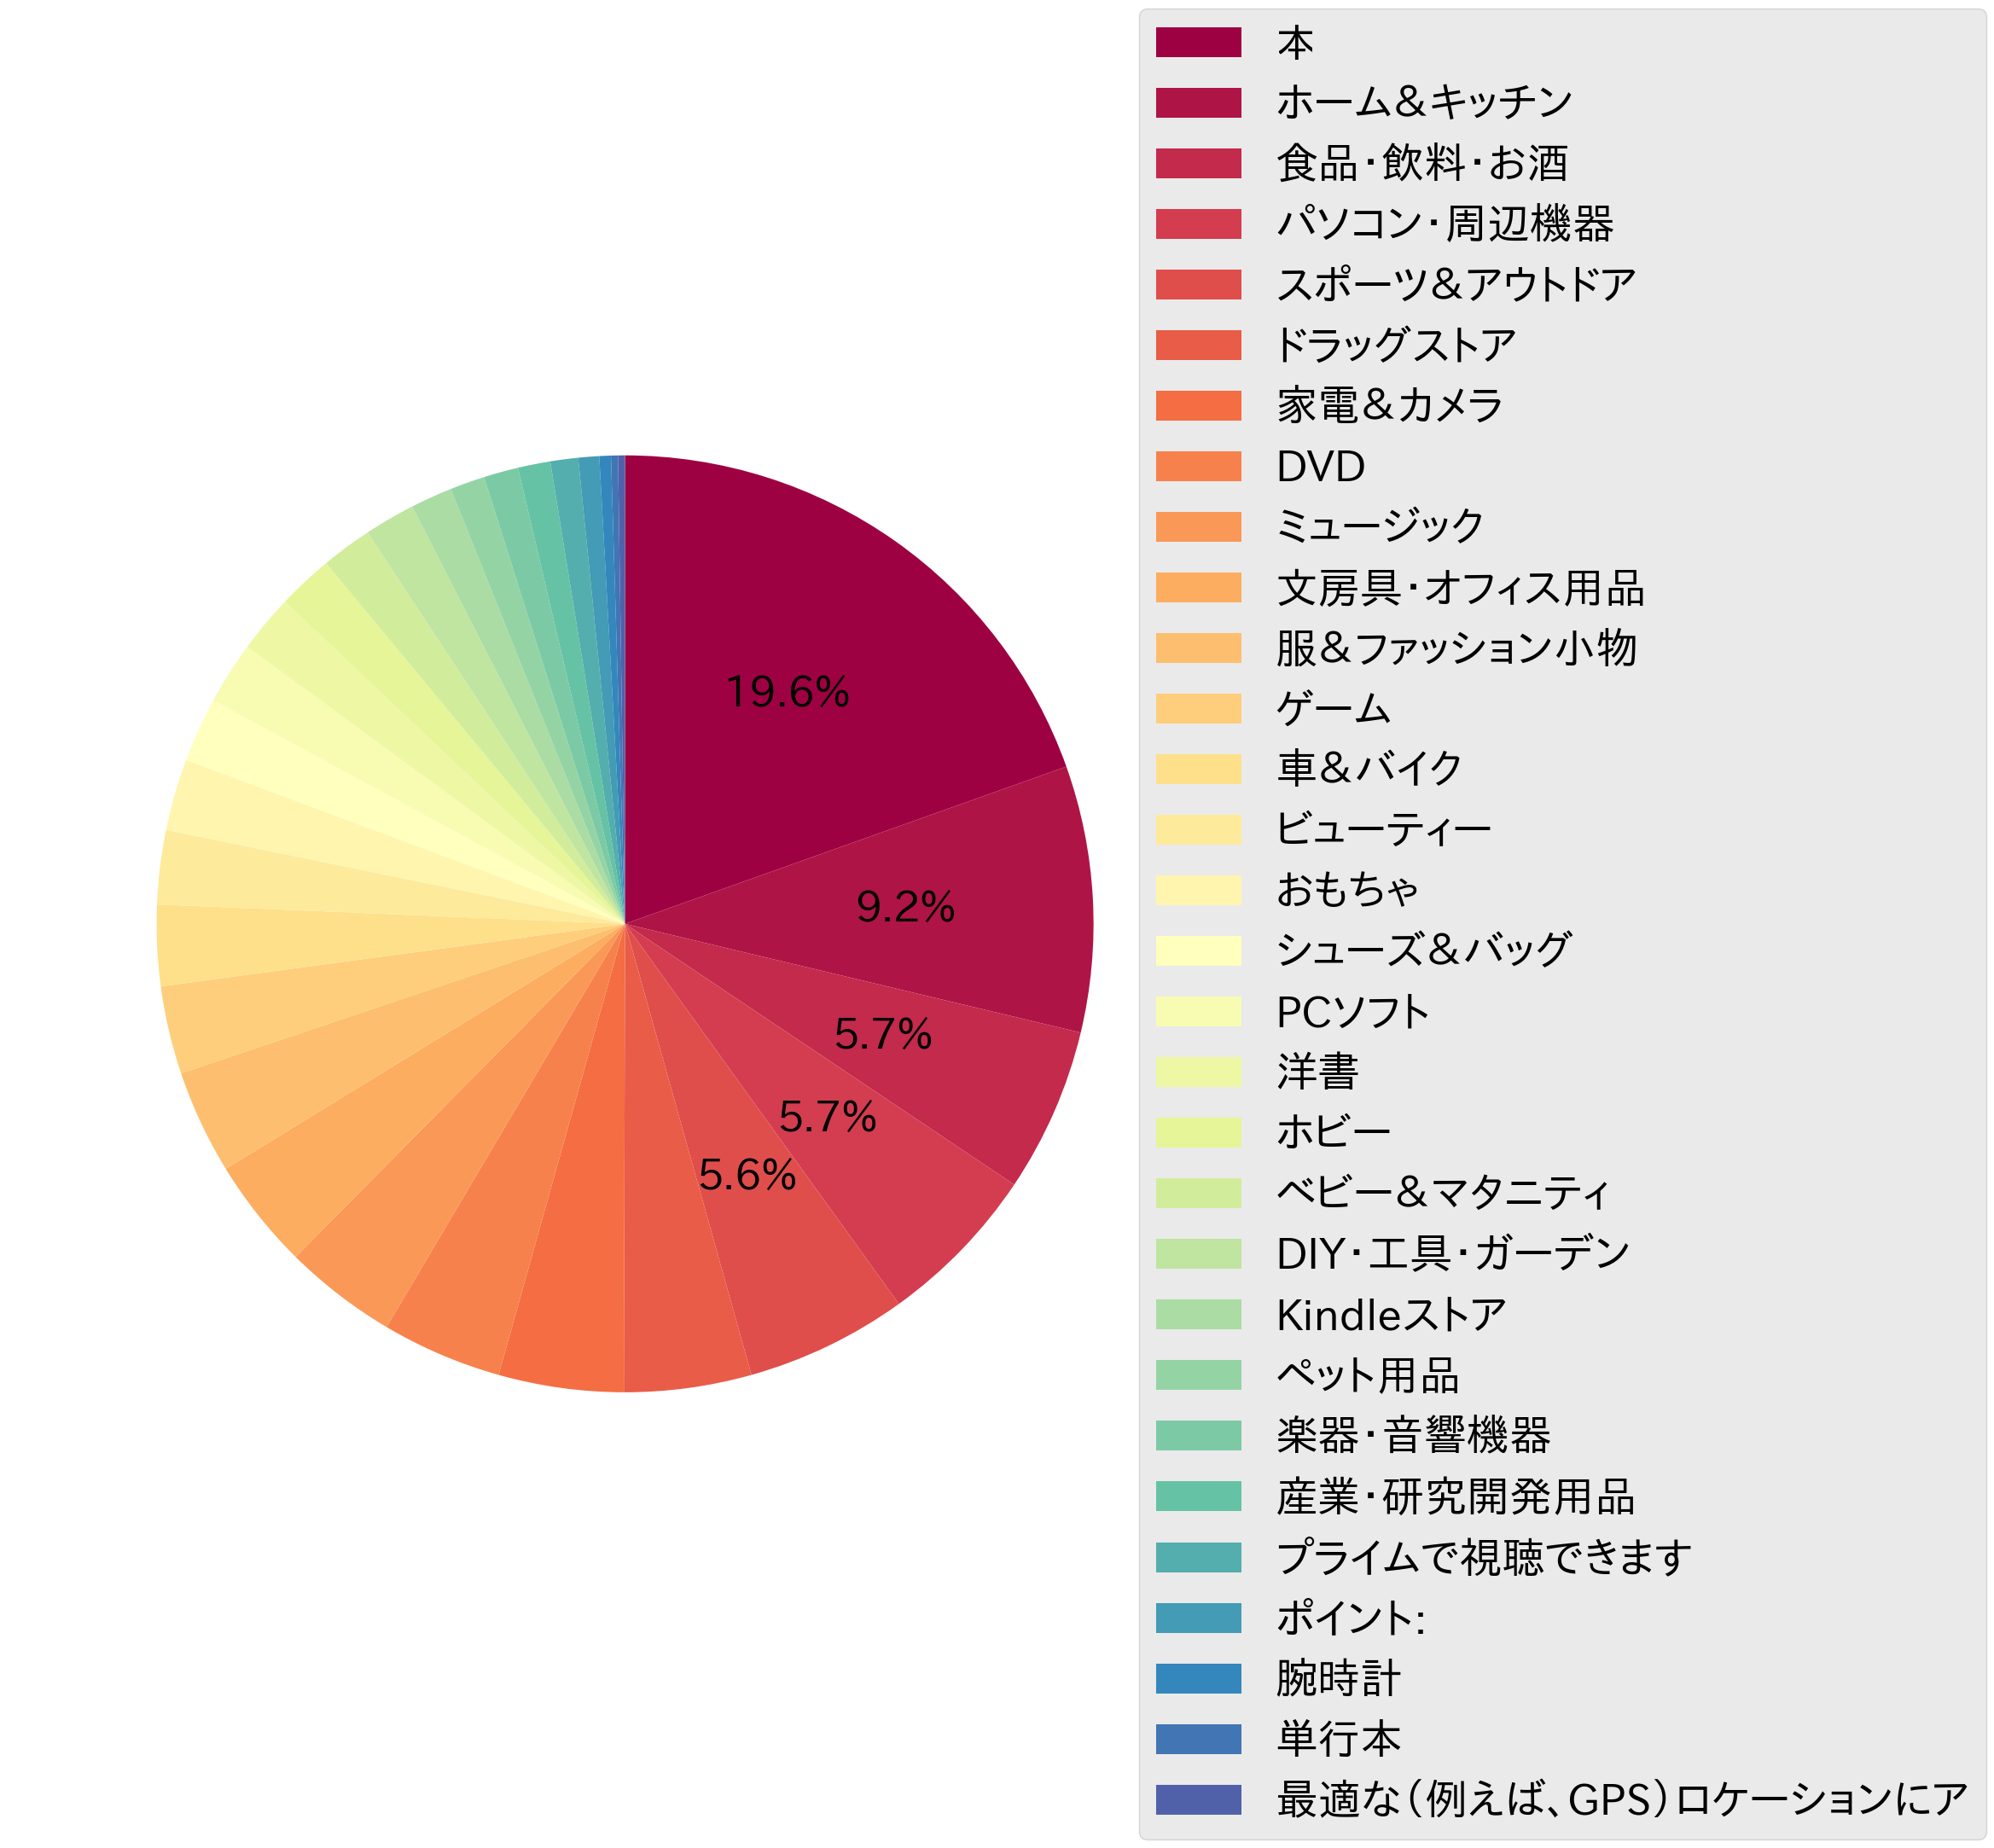 19.6%
9.2%
5.7%
5.7%
5.6%
本
ホーム＆キッチン
食品・飲料・お酒
パソコン・周辺機器
スポーツ&アウトドア
ドラッグストア
家電＆カメラ
DVD
ミュージック
文房具・オフィス用品
服＆ファッション小物
ゲーム
車＆バイク
ビューティー
おもちゃ
シューズ＆バッグ
PCソフト
洋書
ホビー
ベビー＆マタニティ
DIY・工具・ガーデン
Kindleストア
ペット用品
楽器・音響機器
産業・研究開発用品
プライムで視聴できます
ポイント:
腕時計
単行本
最適な（例えば、GPS）ロケーションにア